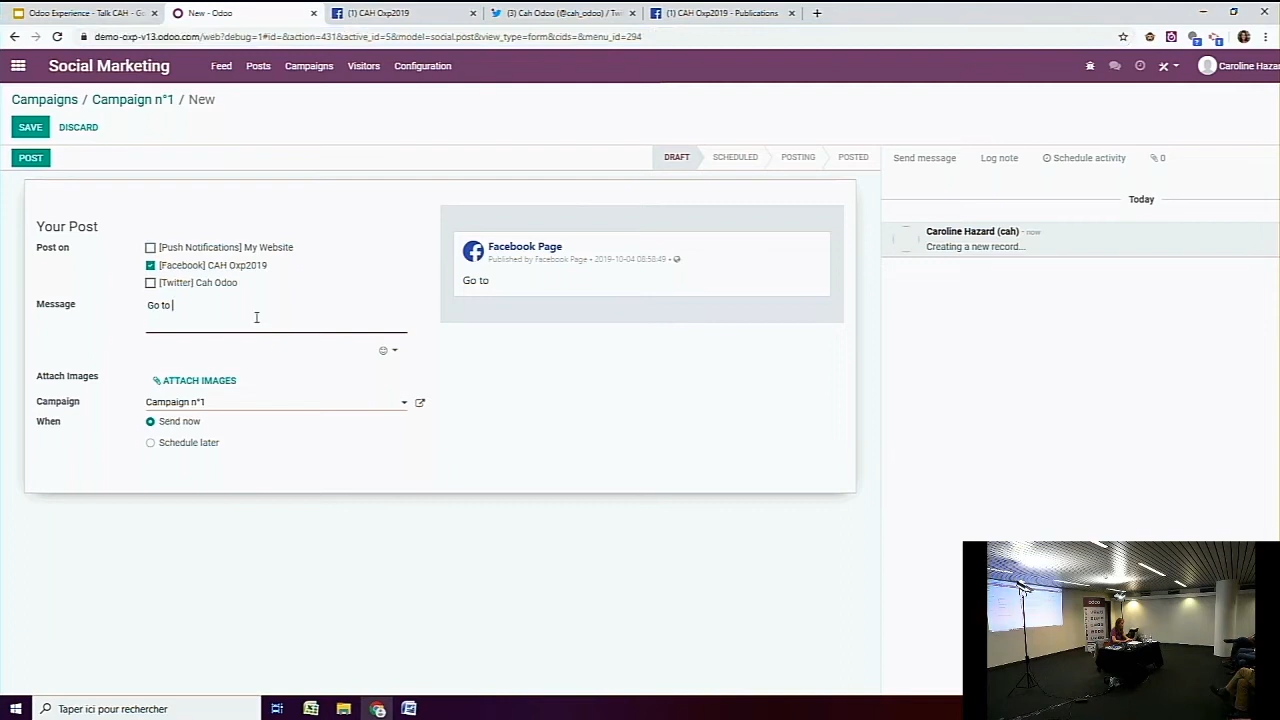 Odoo Experience - Talk CAH - G
New - Odoo
(1) CAH Oxp2019
(3) Cah Odoo (@cah_odoo) / Twi
(1) CAH Oxp2019 - Publications
demo-oxp-v13.odoo.com/web?debug=1#id=&action=431&active_id=5&model=social.post&view_type=form&cids=&menu_id=294
Social Marketing
Feed
Posts
Campaigns
Visitors
Configuration
Caroline Hazar
Campaigns / Campaign n°1 / New
SAVE
DISCARD
POST
DRAFT
SCHEDULED
POSTING
POSTED
Send message
Log note
Schedule activity
0
Today
Caroline Hazard (cah) - now
Creating a new record...
Your Post
Post on
[Push Notifications] My Website
[Facebook] CAH Oxp2019
[Twitter] Cah Odoo
Message
Go to
Attach Images
ATTACH IMAGES
Campaign
Campaign n°1
When
Send now
Schedule later
Facebook Page
Published by Facebook Page • 2019-10-04 08:58:49 •
Go to
odoo
Taper ici pour rechercher